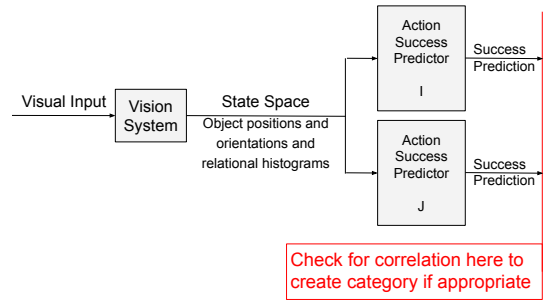 Visual Input
Vision
System
State Space
Object positions and
orientations and
relational histograms
Action
Success
Predictor
I
Success
Prediction
Action
Success
Predictor
J
Success
Prediction
Check for correlation here to
create category if appropriate